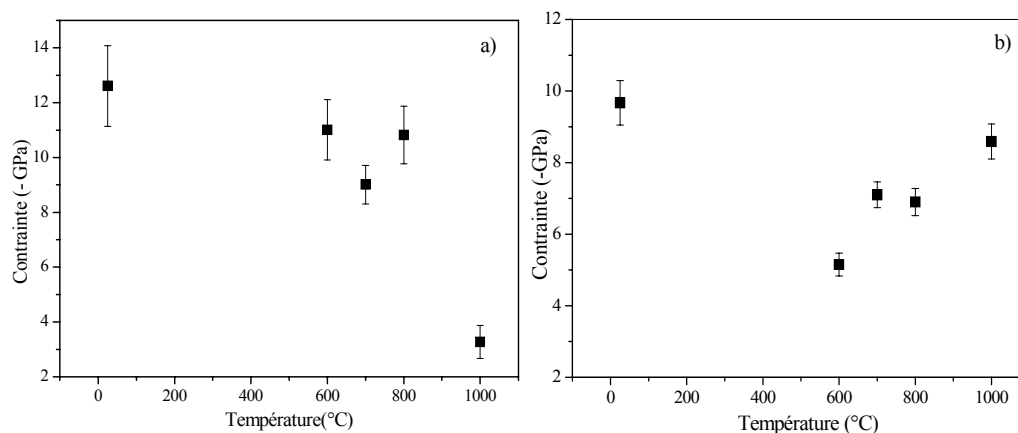 a)
14
12
10
8
6
4
2
Contrainte (- GPa)
0 200 400 600 800 1000
Température(°C)
b)
12
10
8
6
4
2
Contrainte (-GPa)
0 200 400 600 800 1000
Température (°C)